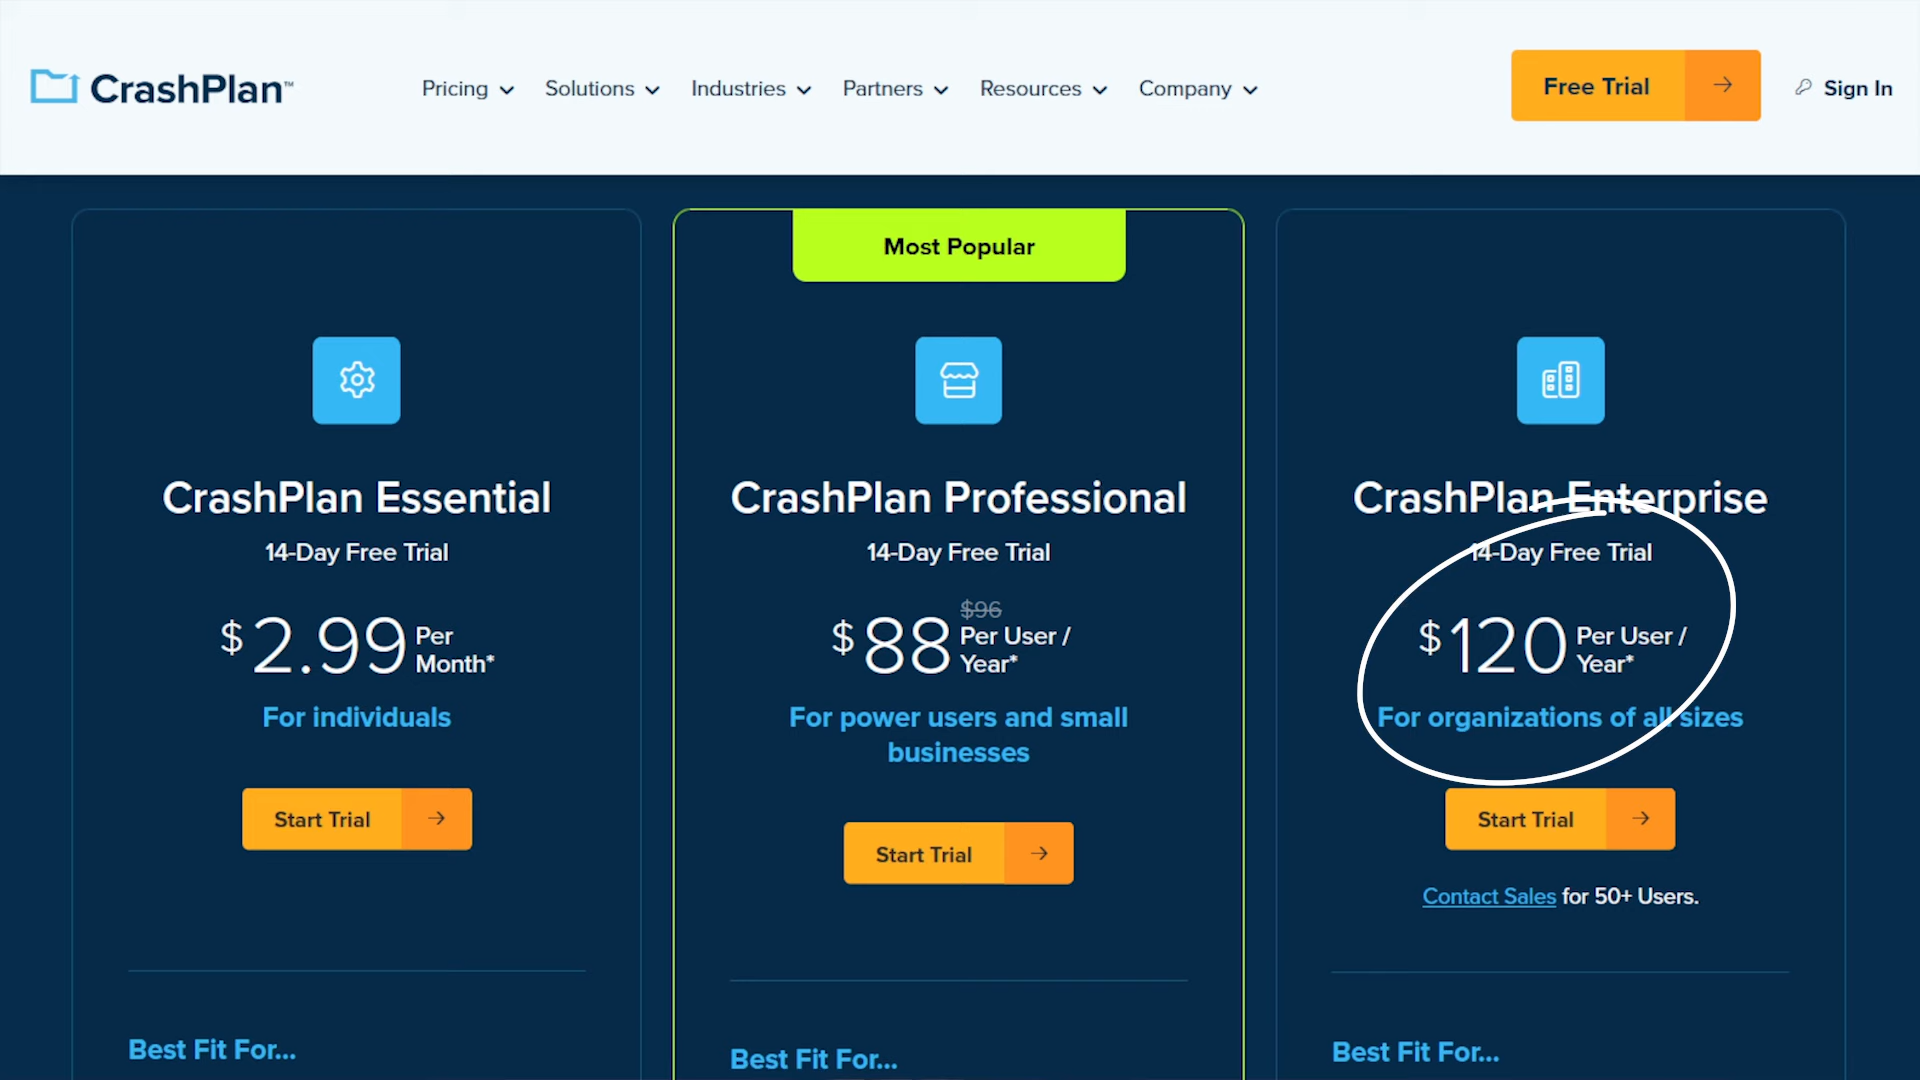 CrashPlan™
Pricing
Solutions
Industries
Partners
Resources
Company
Free Trial
Sign In
Most Popular
CrashPlan Essential
14-Day Free Trial
$2.99 Per Month*
For individuals
Start Trial
Best Fit For...
CrashPlan Professional
14-Day Free Trial
$96
$88 Per User / Year*
For power users and small
businesses
Start Trial
Best Fit For...
CrashPlan Enterprise
14-Day Free Trial
$120 Per User / Year*
For organizations of all sizes
Start Trial
Contact Sales for 50+ Users.
Best Fit For...